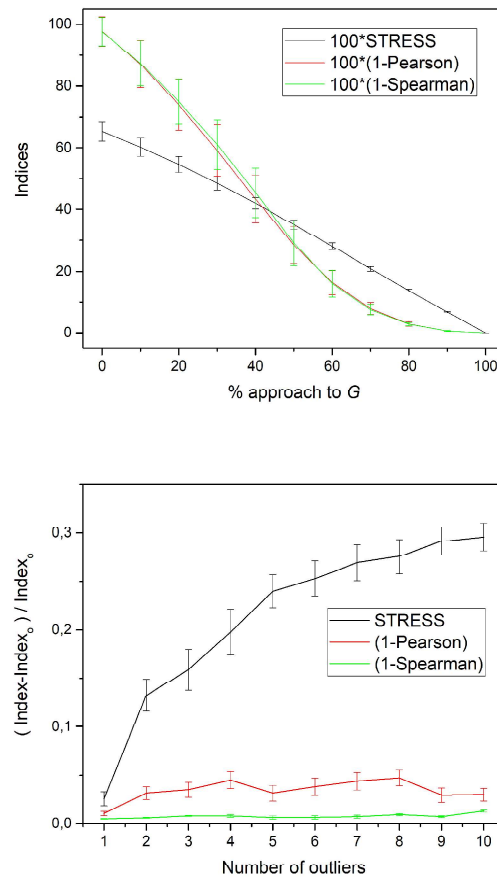 100
80
60
40
20
0
Indices
100*STRESS
100*(1-Pearson)
100*(1-Spearman)
0 20 40 60 80 100
% approach to G
0,3
0,2
0,1
0,0
( Index-Index₀ ) / Index₀
STRESS
(1-Pearson)
(1-Spearman)
1 2 3 4 5 6 7 8 9 10
Number of outliers